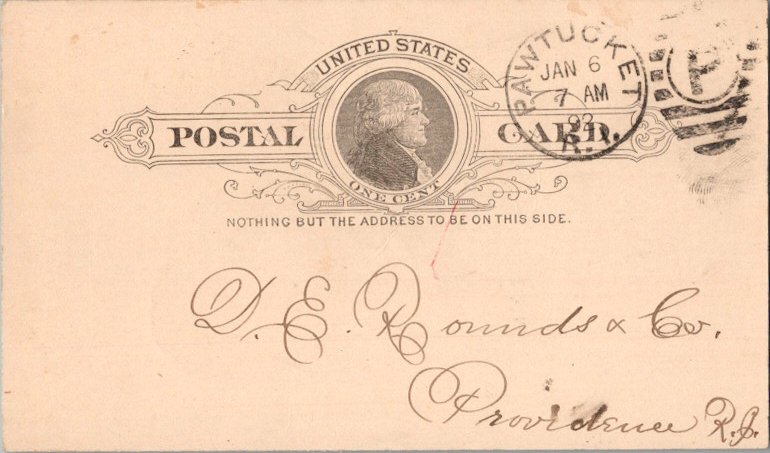 UNITED STATES
POSTAL CARD.
ONE CENT
NOTHING BUT THE ADDRESS TO BE ON THIS SIDE.
PAWTUCKET
JAN 6
7 AM
92
R.I.
D. E. Rounds & Co.
Providence R.I.